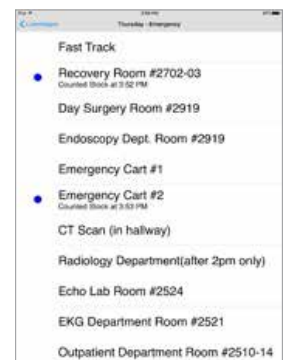 Thursday - Emergency
Fast Track
Recovery Room #2702-03
Counted Stock at 3:52 PM
Day Surgery Room #2919
Endoscopy Dept. Room #2919
Emergency Cart #1
Emergency Cart #2
Counted Stock at 3:53 PM
CT Scan (in hallway)
Radiology Department(after 2pm only)
Echo Lab Room #2524
EKG Department Room #2521
Outpatient Department Room #2510-14